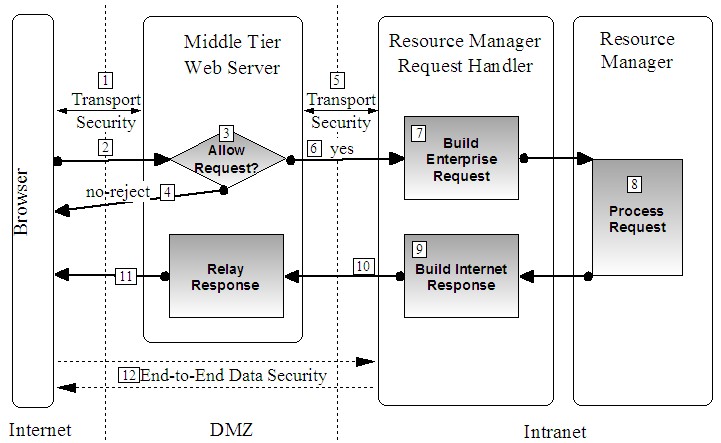 Middle Tier
Web Server
Resource Manager
Request Handler
Resource
Manager
1
Transport
Security
5
Transport
Security
2
3
Allow
Request?
6 yes
7
Build
Enterprise
Request
8
Process
Request
no-reject 4
Browser
Relay
Response
9
Build Internet
Response
10
11
12 End-to-End Data Security
Internet
DMZ
Intranet